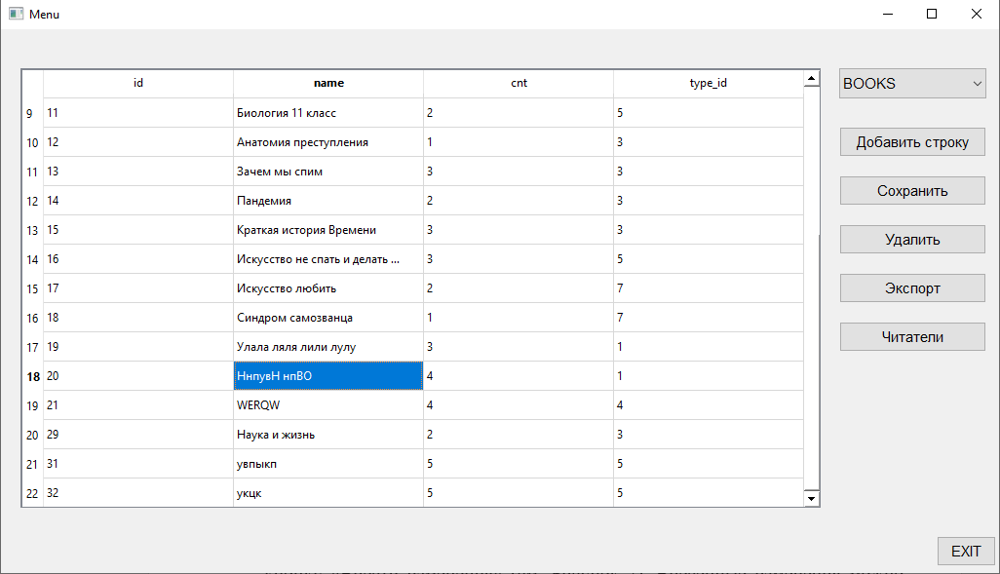 Menu
id name cnt type_id
9 11 Биология 11 класс 2 5
10 12 Анатомия преступления 1 3
11 13 Зачем мы спим 3 3
12 14 Пандемия 2 3
13 15 Краткая история Времени 3 3
14 16 Искусство не спать и делать ... 3 5
15 17 Искусство любить 2 7
16 18 Синдром самозванца 1 7
17 19 Улала ляля лили лулу 3 1
18 20 ННпувН нпВО 4 1
19 21 WERQW 4 4
20 29 Наука и жизнь 2 3
21 31 увпыкп 5 5
22 32 укцк 5 5
BOOKS
Добавить строку
Сохранить
Удалить
Экспорт
Читатели
EXIT